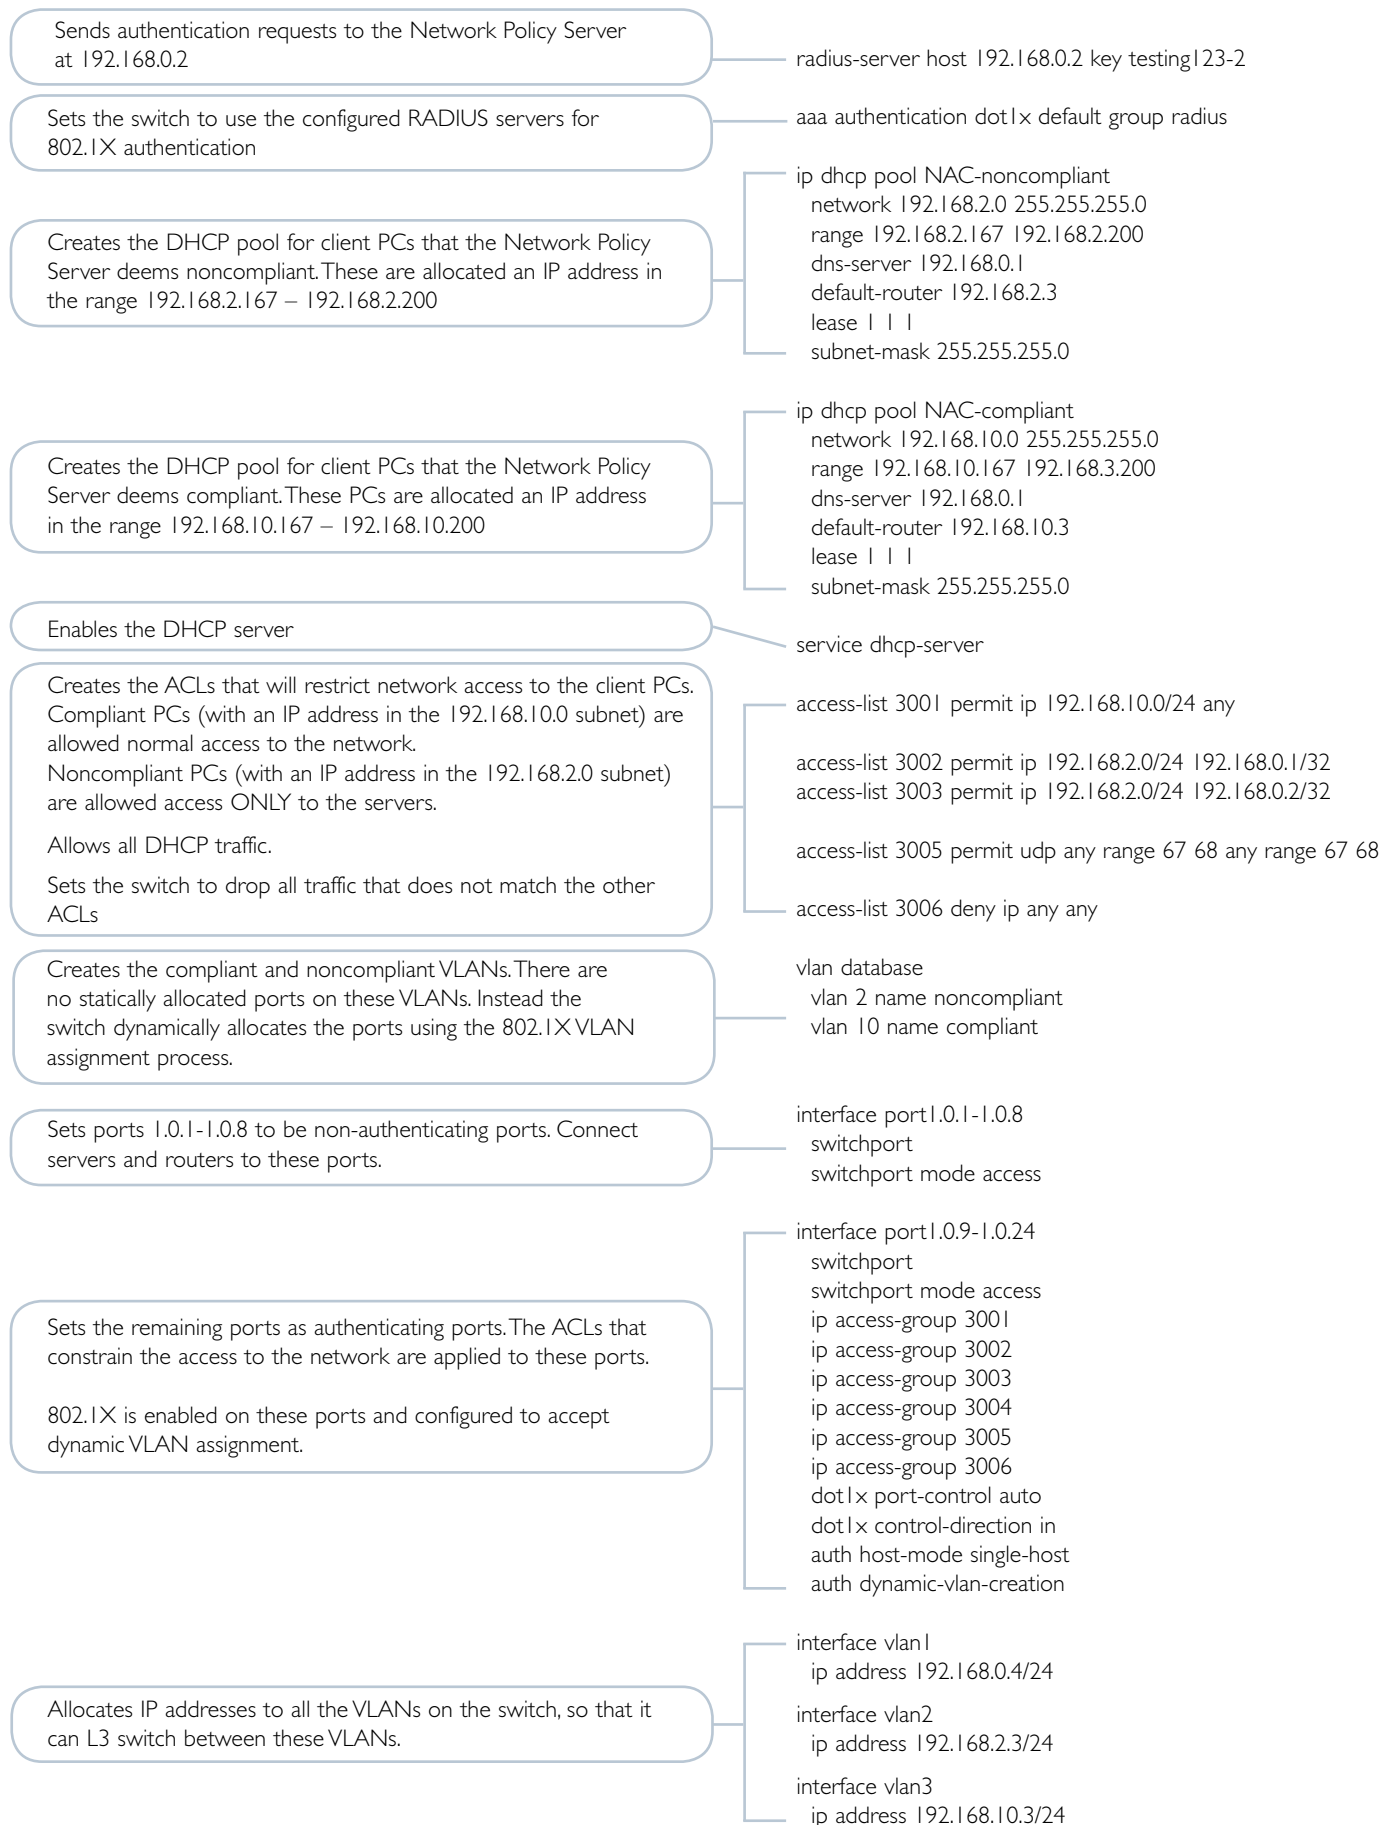 Sends authentication requests to the Network Policy Server
at 192.168.0.2
radius-server host 192.168.0.2 key testing123-2
Sets the switch to use the configured RADIUS servers for
802.1X authentication
aaa authentication dot1x default group radius
Creates the DHCP pool for client PCs that the Network Policy
Server deems noncompliant. These are allocated an IP address in
the range 192.168.2.167 – 192.168.2.200
ip dhcp pool NAC-noncompliant
network 192.168.2.0 255.255.255.0
range 192.168.2.167 192.168.2.200
dns-server 192.168.0.1
default-router 192.168.2.3
lease 1 1 1
subnet-mask 255.255.255.0
Creates the DHCP pool for client PCs that the Network Policy
Server deems compliant. These PCs are allocated an IP address
in the range 192.168.10.167 – 192.168.10.200
ip dhcp pool NAC-compliant
network 192.168.10.0 255.255.255.0
range 192.168.10.167 192.168.3.200
dns-server 192.168.0.1
default-router 192.168.10.3
lease 1 1 1
subnet-mask 255.255.255.0
Enables the DHCP server
service dhcp-server
Creates the ACLs that will restrict network access to the client PCs.
Compliant PCs (with an IP address in the 192.168.10.0 subnet) are
allowed normal access to the network.
Noncompliant PCs (with an IP address in the 192.168.2.0 subnet)
are allowed access ONLY to the servers.
Allows all DHCP traffic.
Sets the switch to drop all traffic that does not match the other
ACLs
access-list 3001 permit ip 192.168.10.0/24 any
access-list 3002 permit ip 192.168.2.0/24 192.168.0.1/32
access-list 3003 permit ip 192.168.2.0/24 192.168.0.2/32
access-list 3005 permit udp any range 67 68 any range 67 68
access-list 3006 deny ip any any
Creates the compliant and noncompliant VLANs. There are
no statically allocated ports on these VLANs. Instead the
switch dynamically allocates the ports using the 802.1X VLAN
assignment process.
vlan database
vlan 2 name noncompliant
vlan 10 name compliant
Sets ports 1.0.1-1.0.8 to be non-authenticating ports. Connect
servers and routers to these ports.
interface port1.0.1-1.0.8
switchport
switchport mode access
Sets the remaining ports as authenticating ports. The ACLs that
constrain the access to the network are applied to these ports.
802.1X is enabled on these ports and configured to accept
dynamic VLAN assignment.
interface port1.0.9-1.0.24
switchport
switchport mode access
ip access-group 3001
ip access-group 3002
ip access-group 3003
ip access-group 3004
ip access-group 3005
ip access-group 3006
dot1x port-control auto
dot1x control-direction in
auth host-mode single-host
auth dynamic-vlan-creation
Allocates IP addresses to all the VLANs on the switch, so that it
can L3 switch between these VLANs.
interface vlan1
ip address 192.168.0.4/24
interface vlan2
ip address 192.168.2.3/24
interface vlan3
ip address 192.168.10.3/24